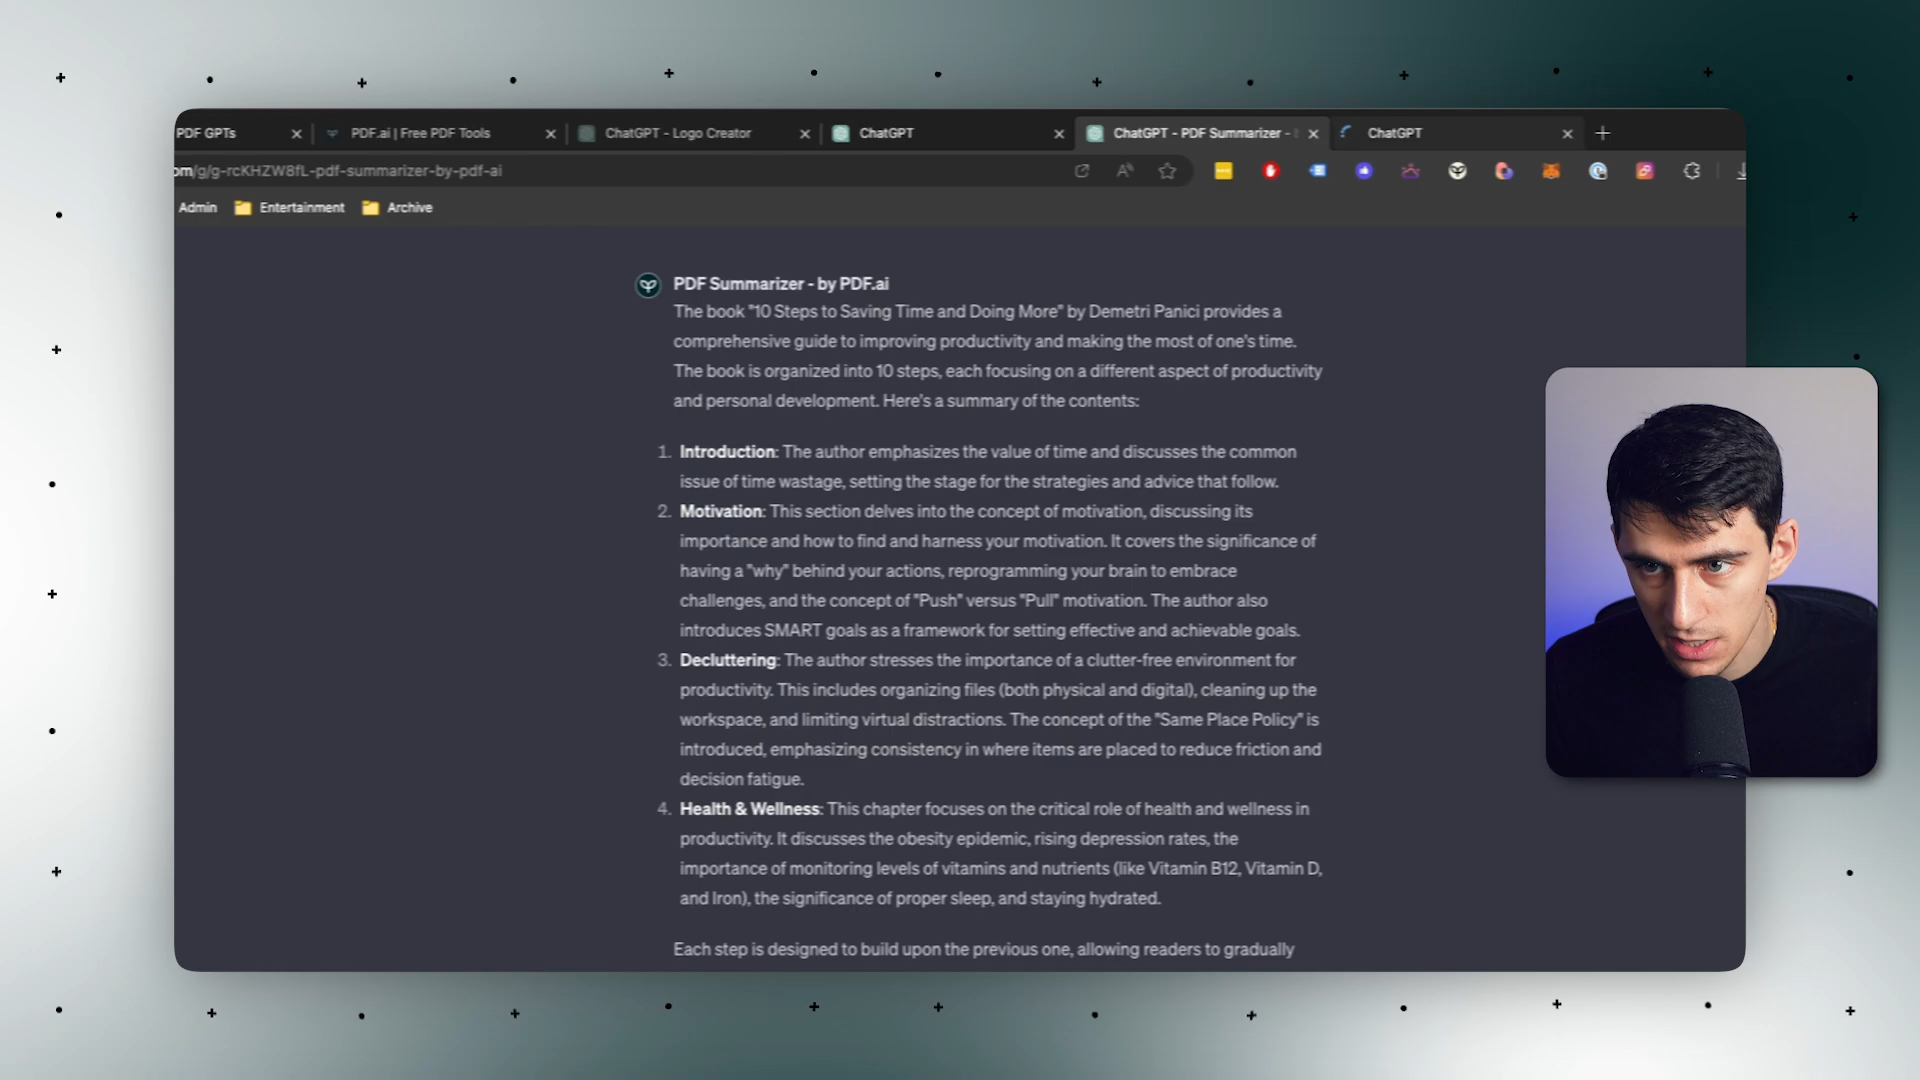 PDF GPTs
PDF.ai | Free PDF Tools
ChatGPT - Logo Creator
ChatGPT
ChatGPT - PDF Summarizer -
ChatGPT
om/g/g-rcKHZW8fL-pdf-summarizer-by-pdf-ai
Admin
Entertainment
Archive
PDF Summarizer - by PDF.ai
The book "10 Steps to Saving Time and Doing More" by Demetri Panici provides a
comprehensive guide to improving productivity and making the most of one's time.
The book is organized into 10 steps, each focusing on a different aspect of productivity
and personal development. Here's a summary of the contents:
1. Introduction: The author emphasizes the value of time and discusses the common
issue of time wastage, setting the stage for the strategies and advice that follow.
2. Motivation: This section delves into the concept of motivation, discussing its
importance and how to find and harness your motivation. It covers the significance of
having a "why" behind your actions, reprogramming your brain to embrace
challenges, and the concept of "Push" versus "Pull" motivation. The author also
introduces SMART goals as a framework for setting effective and achievable goals.
3. Decluttering: The author stresses the importance of a clutter-free environment for
productivity. This includes organizing files (both physical and digital), cleaning up the
workspace, and limiting virtual distractions. The concept of the "Same Place Policy" is
introduced, emphasizing consistency in where items are placed to reduce friction and
decision fatigue.
4. Health & Wellness: This chapter focuses on the critical role of health and wellness in
productivity. It discusses the obesity epidemic, rising depression rates, the
importance of monitoring levels of vitamins and nutrients (like Vitamin B12, Vitamin D,
and Iron), the significance of proper sleep, and staying hydrated.
Each step is designed to build upon the previous one, allowing readers to gradually